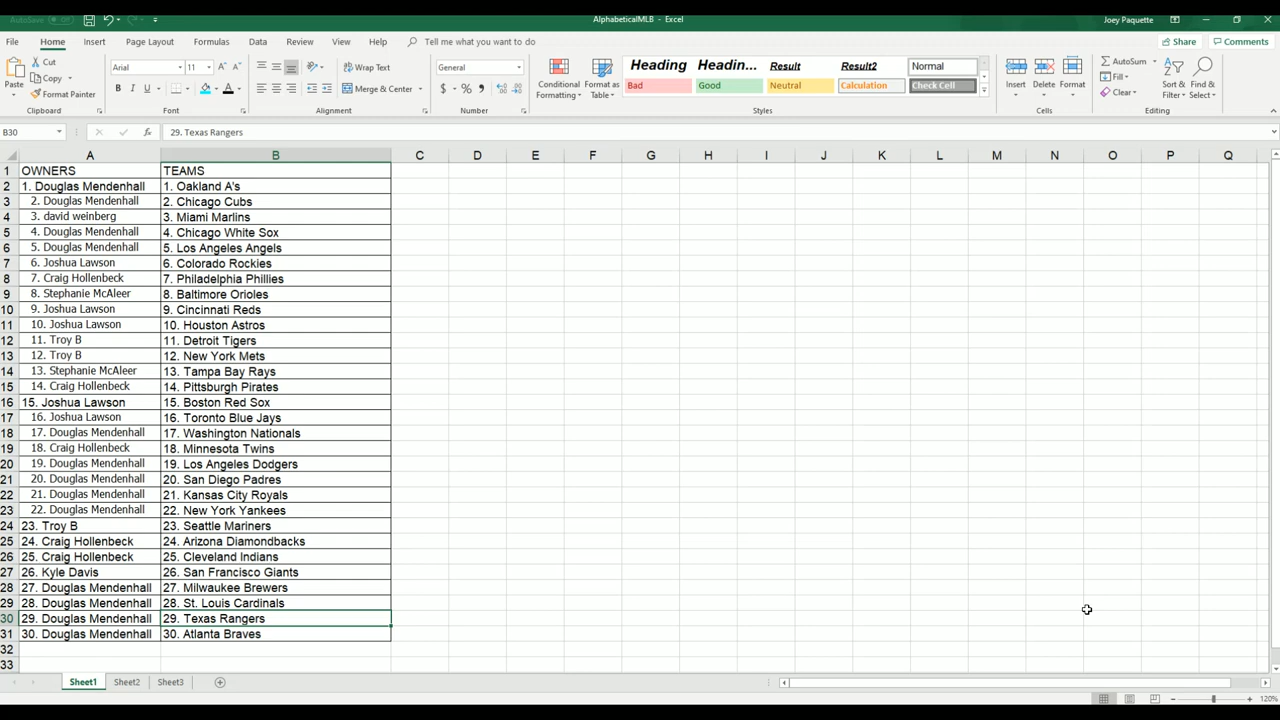 AutoSave
AlphabeticalMLB - Excel
Joey Paquette
File Home Insert Page Layout Formulas Data Review View Help Tell me what you want to do Share Comments
Paste
Cut
Copy
Format Painter
Clipboard
Arial 11
B I U
Font
Wrap Text
Merge & Center
Alignment
General
$ % ,
Number
Conditional Formatting
Format as Table
Heading Headin... Result Result2 Normal
Bad Good Neutral Calculation Check Cell
Styles
Insert Delete Format
Cells
AutoSum
Fill
Clear
Sort & Filter
Find & Select
Editing
B30 fx 29. Texas Rangers
A B C D E F G H I J K L M N O P Q
1 OWNERS TEAMS
2 1. Douglas Mendenhall 1. Oakland A's
3 2. Douglas Mendenhall 2. Chicago Cubs
4 3. david weinberg 3. Miami Marlins
5 4. Douglas Mendenhall 4. Chicago White Sox
6 5. Douglas Mendenhall 5. Los Angeles Angels
7 6. Joshua Lawson 6. Colorado Rockies
8 7. Craig Hollenbeck 7. Philadelphia Phillies
9 8. Stephanie McAleer 8. Baltimore Orioles
10 9. Joshua Lawson 9. Cincinnati Reds
11 10. Joshua Lawson 10. Houston Astros
12 11. Troy B 11. Detroit Tigers
13 12. Troy B 12. New York Mets
14 13. Stephanie McAleer 13. Tampa Bay Rays
15 14. Craig Hollenbeck 14. Pittsburgh Pirates
16 15. Joshua Lawson 15. Boston Red Sox
17 16. Joshua Lawson 16. Toronto Blue Jays
18 17. Douglas Mendenhall 17. Washington Nationals
19 18. Craig Hollenbeck 18. Minnesota Twins
20 19. Douglas Mendenhall 19. Los Angeles Dodgers
21 20. Douglas Mendenhall 20. San Diego Padres
22 21. Douglas Mendenhall 21. Kansas City Royals
23 22. Douglas Mendenhall 22. New York Yankees
24 23. Troy B 23. Seattle Mariners
25 24. Craig Hollenbeck 24. Arizona Diamondbacks
26 25. Craig Hollenbeck 25. Cleveland Indians
27 26. Kyle Davis 26. San Francisco Giants
28 27. Douglas Mendenhall 27. Milwaukee Brewers
29 28. Douglas Mendenhall 28. St. Louis Cardinals
30 29. Douglas Mendenhall 29. Texas Rangers
31 30. Douglas Mendenhall 30. Atlanta Braves
32
33
Sheet1 Sheet2 Sheet3
120%